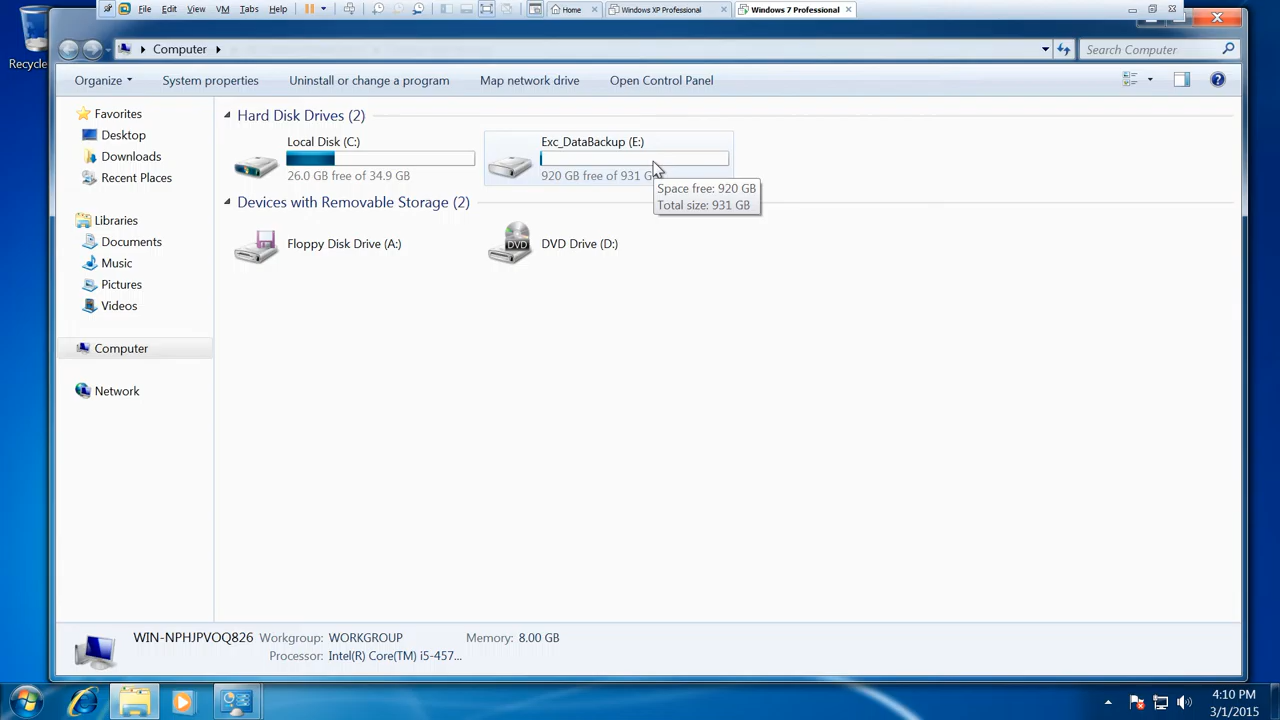 File Edit View VM Tabs Help Home Windows XP Professional Windows 7 Professional
Recycle
Computer
Search Computer
Organize System properties Uninstall or change a program Map network drive Open Control Panel
Favorites
Desktop
Downloads
Recent Places
Libraries
Documents
Music
Pictures
Videos
Computer
Network
Hard Disk Drives (2)
Local Disk (C:)
26.0 GB free of 34.9 GB
Exc_DataBackup (E:)
920 GB free of 931 G
Space free: 920 GB
Total size: 931 GB
Devices with Removable Storage (2)
Floppy Disk Drive (A:)
DVD
DVD Drive (D:)
WIN-NPHJPVOQ826 Workgroup: WORKGROUP Memory: 8.00 GB
Processor: Intel(R) Core(TM) i5-457...
4:10 PM
3/1/2015